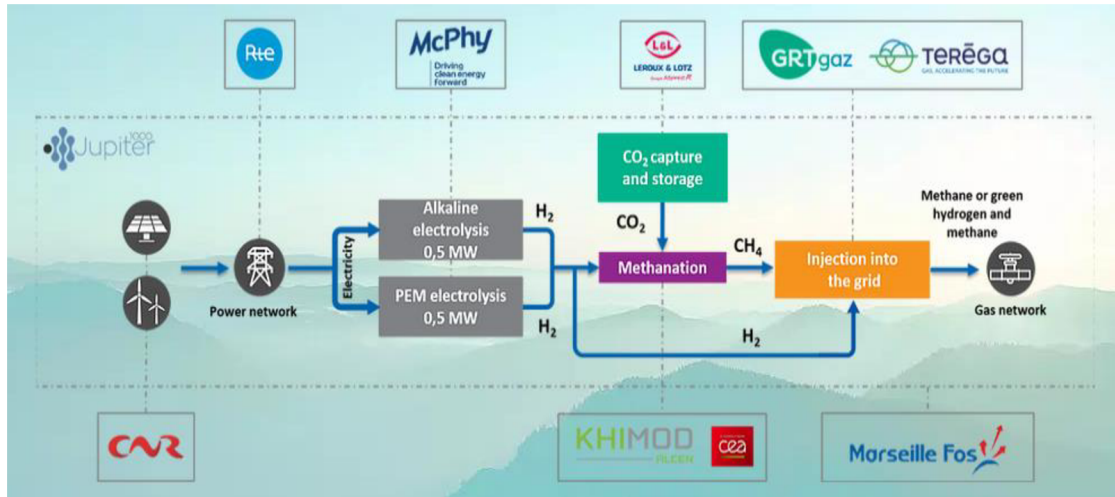 Rte
McPhy
Driving
clean energy
forward
L&L
LEROUX & LOTZ
GRTgaz
TERĒGA
GAS, ACCELERATING THE FUTURE
Jupiter 1000
CO₂ capture
and storage
Alkaline
electrolysis
0,5 MW
H₂
CO₂
Methane or green
hydrogen and
methane
Electricity
Methanation
CH₄
Injection into
the grid
Power network
PEM electrolysis
0,5 MW
H₂
H₂
Gas network
CNR
KHIMOD
ALCEN
cea
Marseille Fos